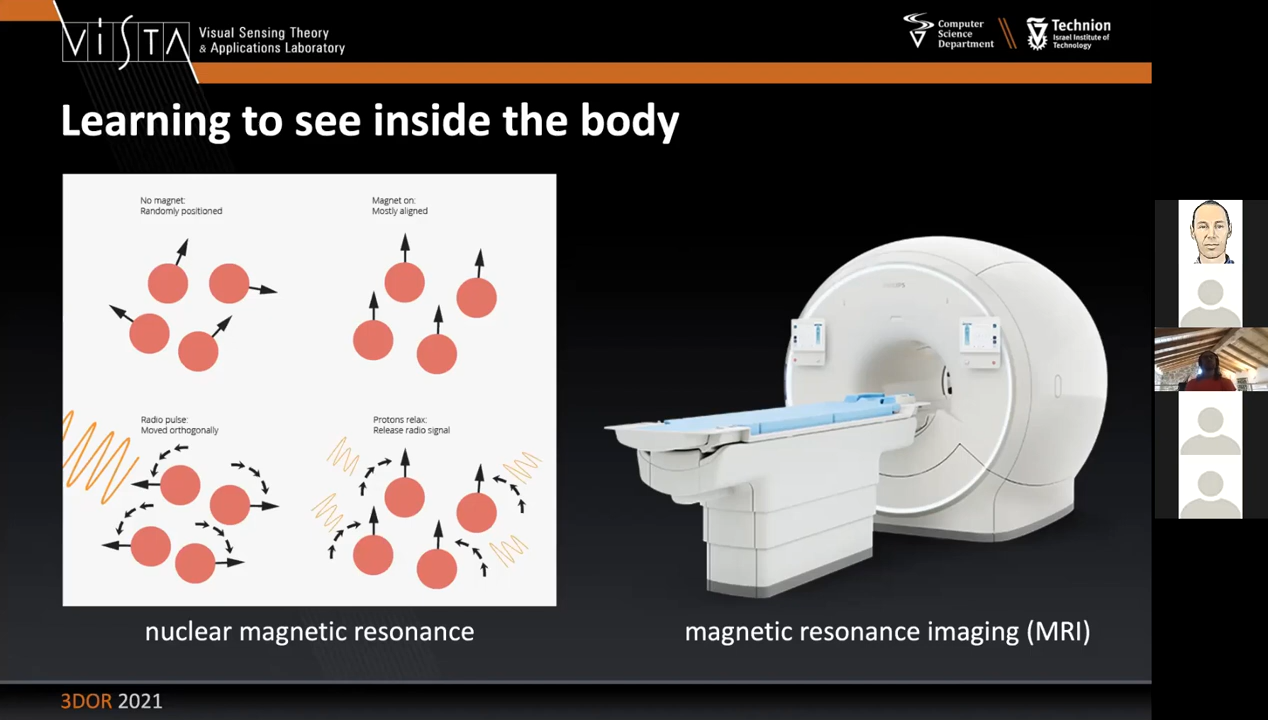 ViSTA
Visual Sensing Theory
& Applications Laboratory
Computer
Science
Department
Technion
Israel Institute of
Technology
Learning to see inside the body
No magnet:
Randomly positioned
Magnet on:
Mostly aligned
Radio pulse:
Moved orthogonally
Protons relax:
Release radio signal
PHILIPS
nuclear magnetic resonance
magnetic resonance imaging (MRI)
3DOR 2021